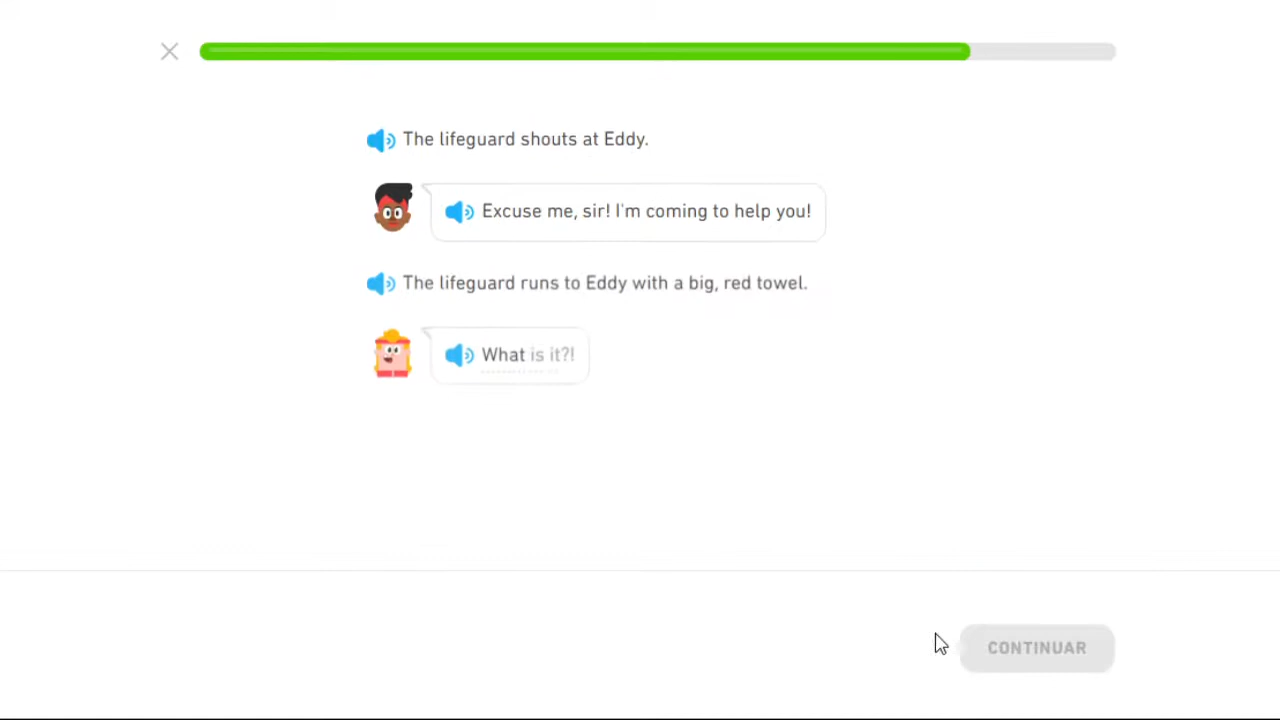 The lifeguard shouts at Eddy.
Excuse me, sir! I'm coming to help you!
The lifeguard runs to Eddy with a big, red towel.
What is it?!
CONTINUAR